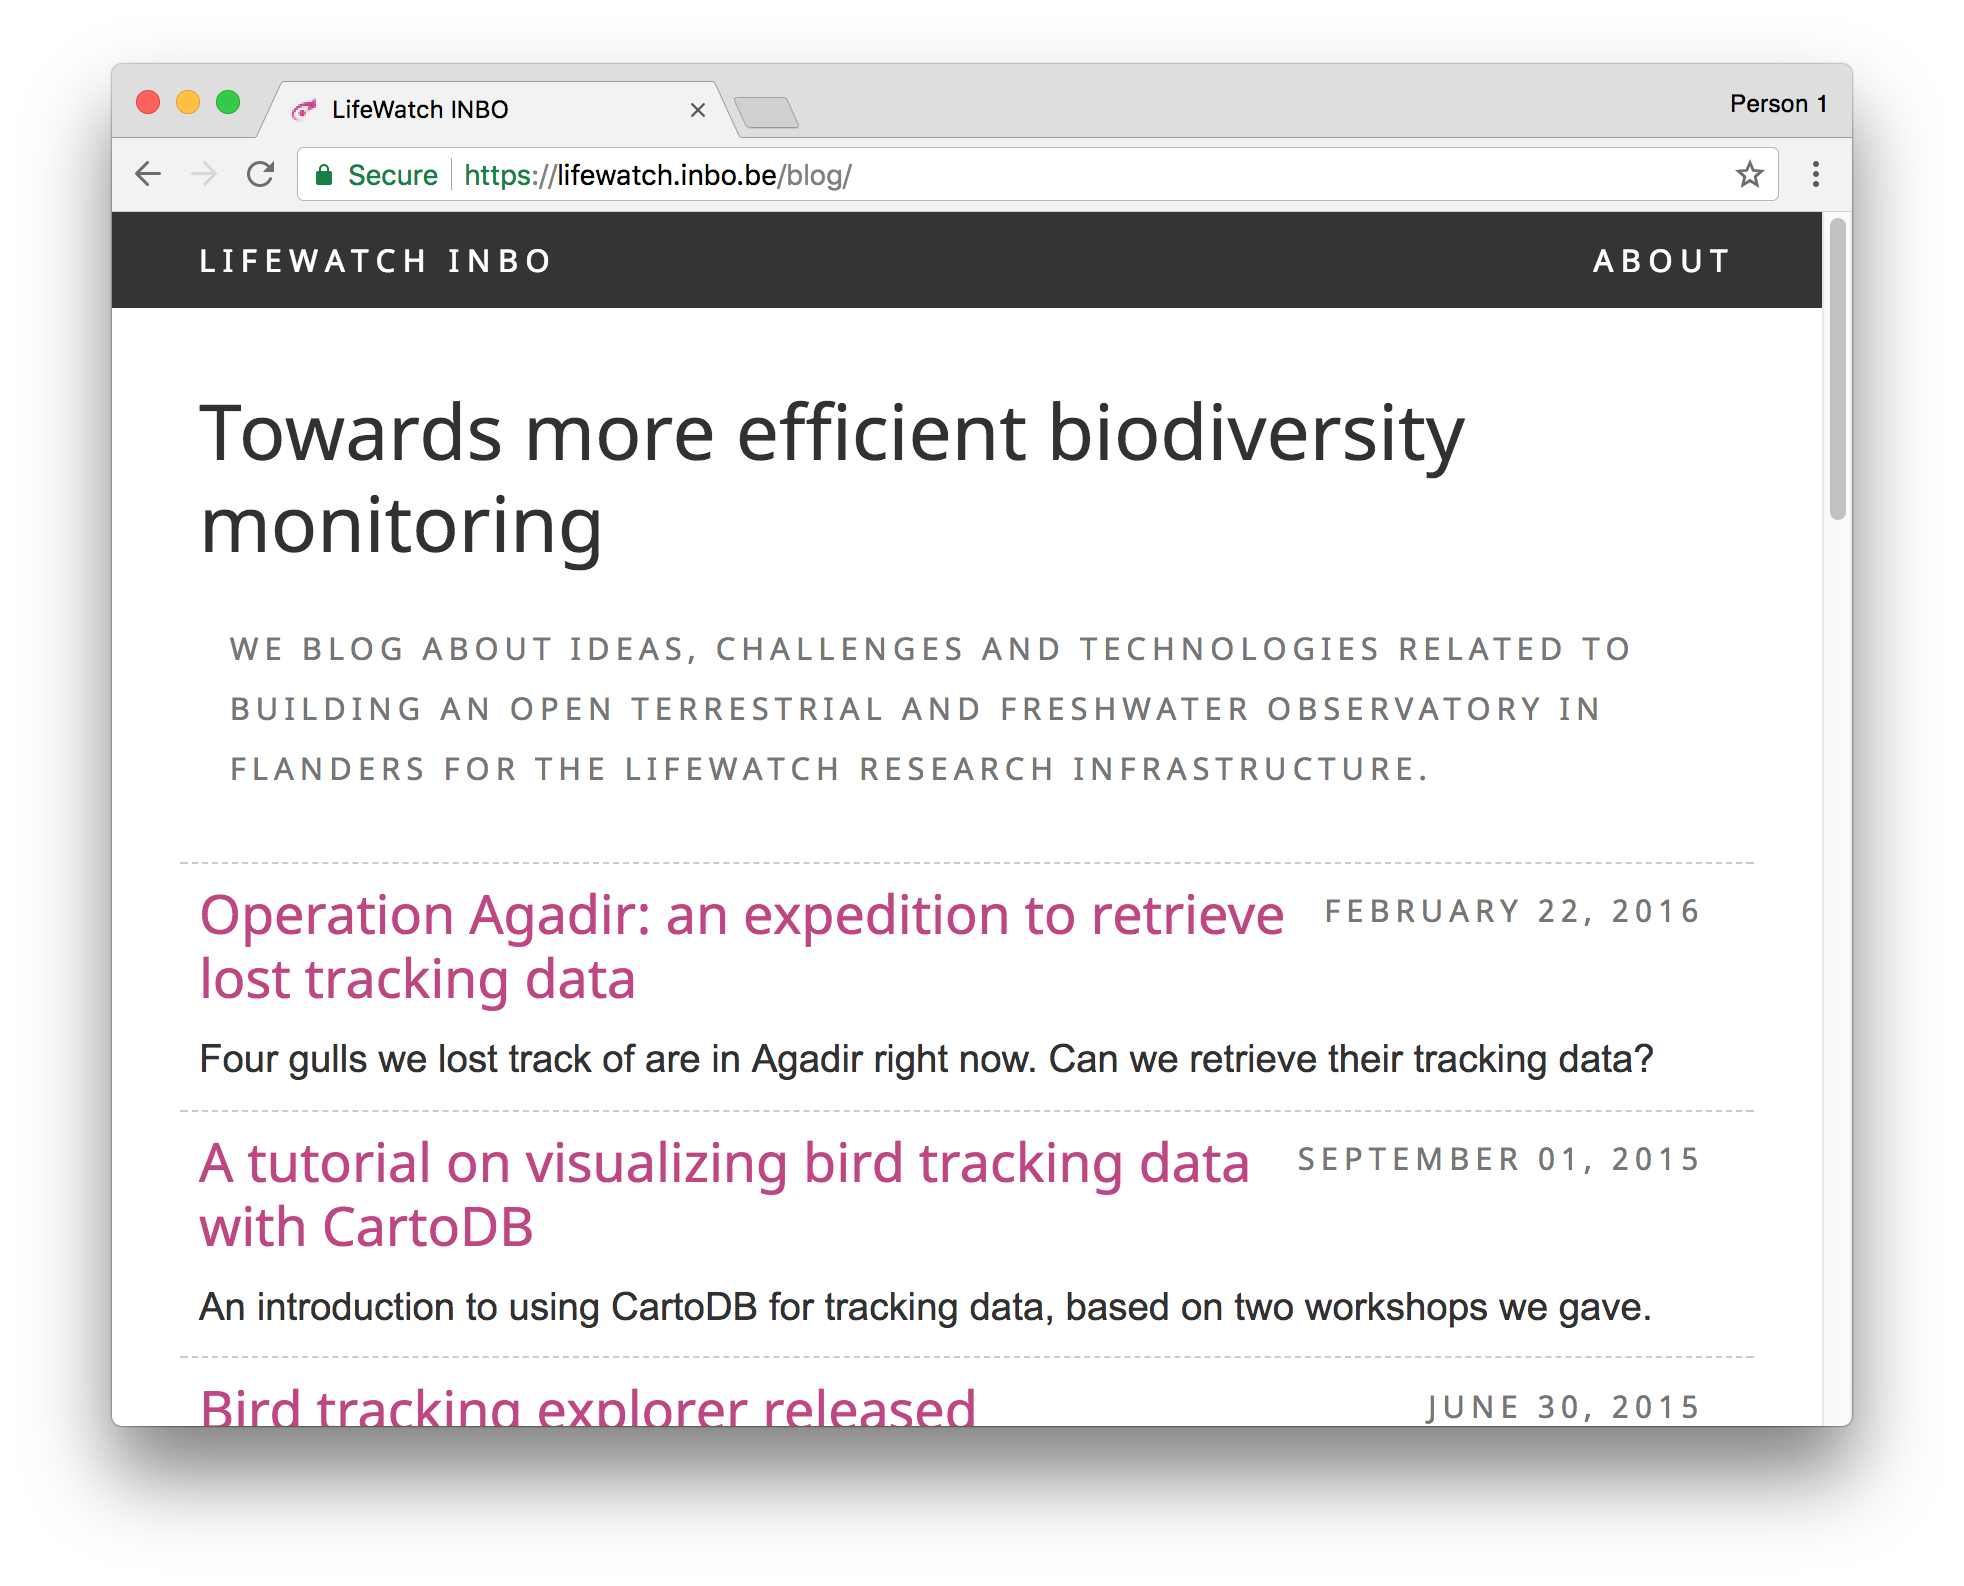 LifeWatch INBO
Person 1
Secure https://lifewatch.inbo.be/blog/
LIFEWATCH INBO ABOUT
Towards more efficient biodiversity
monitoring
WE BLOG ABOUT IDEAS, CHALLENGES AND TECHNOLOGIES RELATED TO
BUILDING AN OPEN TERRESTRIAL AND FRESHWATER OBSERVATORY IN
FLANDERS FOR THE LIFEWATCH RESEARCH INFRASTRUCTURE.
Operation Agadir: an expedition to retrieve FEBRUARY 22, 2016
lost tracking data
Four gulls we lost track of are in Agadir right now. Can we retrieve their tracking data?
A tutorial on visualizing bird tracking data SEPTEMBER 01, 2015
with CartoDB
An introduction to using CartoDB for tracking data, based on two workshops we gave.
Bird tracking explorer released JUNE 30, 2015